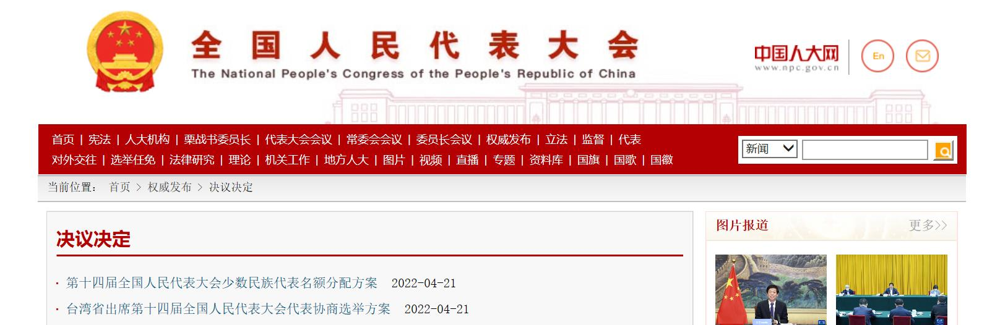 全国人民代表大会
The National People's Congress of the People's Republic of China
中国人大网
www.npc.gov.cn
En
首页 | 宪法 | 人大机构 | 栗战书委员长 | 代表大会会议 | 常委会会议 | 委员长会议 | 权威发布 | 立法 | 监督 | 代表
对外交往 | 选举任免 | 法律研究 | 理论 | 机关工作 | 地方人大 | 图片 | 视频 | 直播 | 专题 | 资料库 | 国旗 | 国歌 | 国徽
新闻
当前位置： 首页 > 权威发布 > 决议决定
决议决定
· 第十四届全国人民代表大会少数民族代表名额分配方案 2022-04-21
· 台湾省出席第十四届全国人民代表大会代表协商选举方案 2022-04-21
图片报道 更多>>